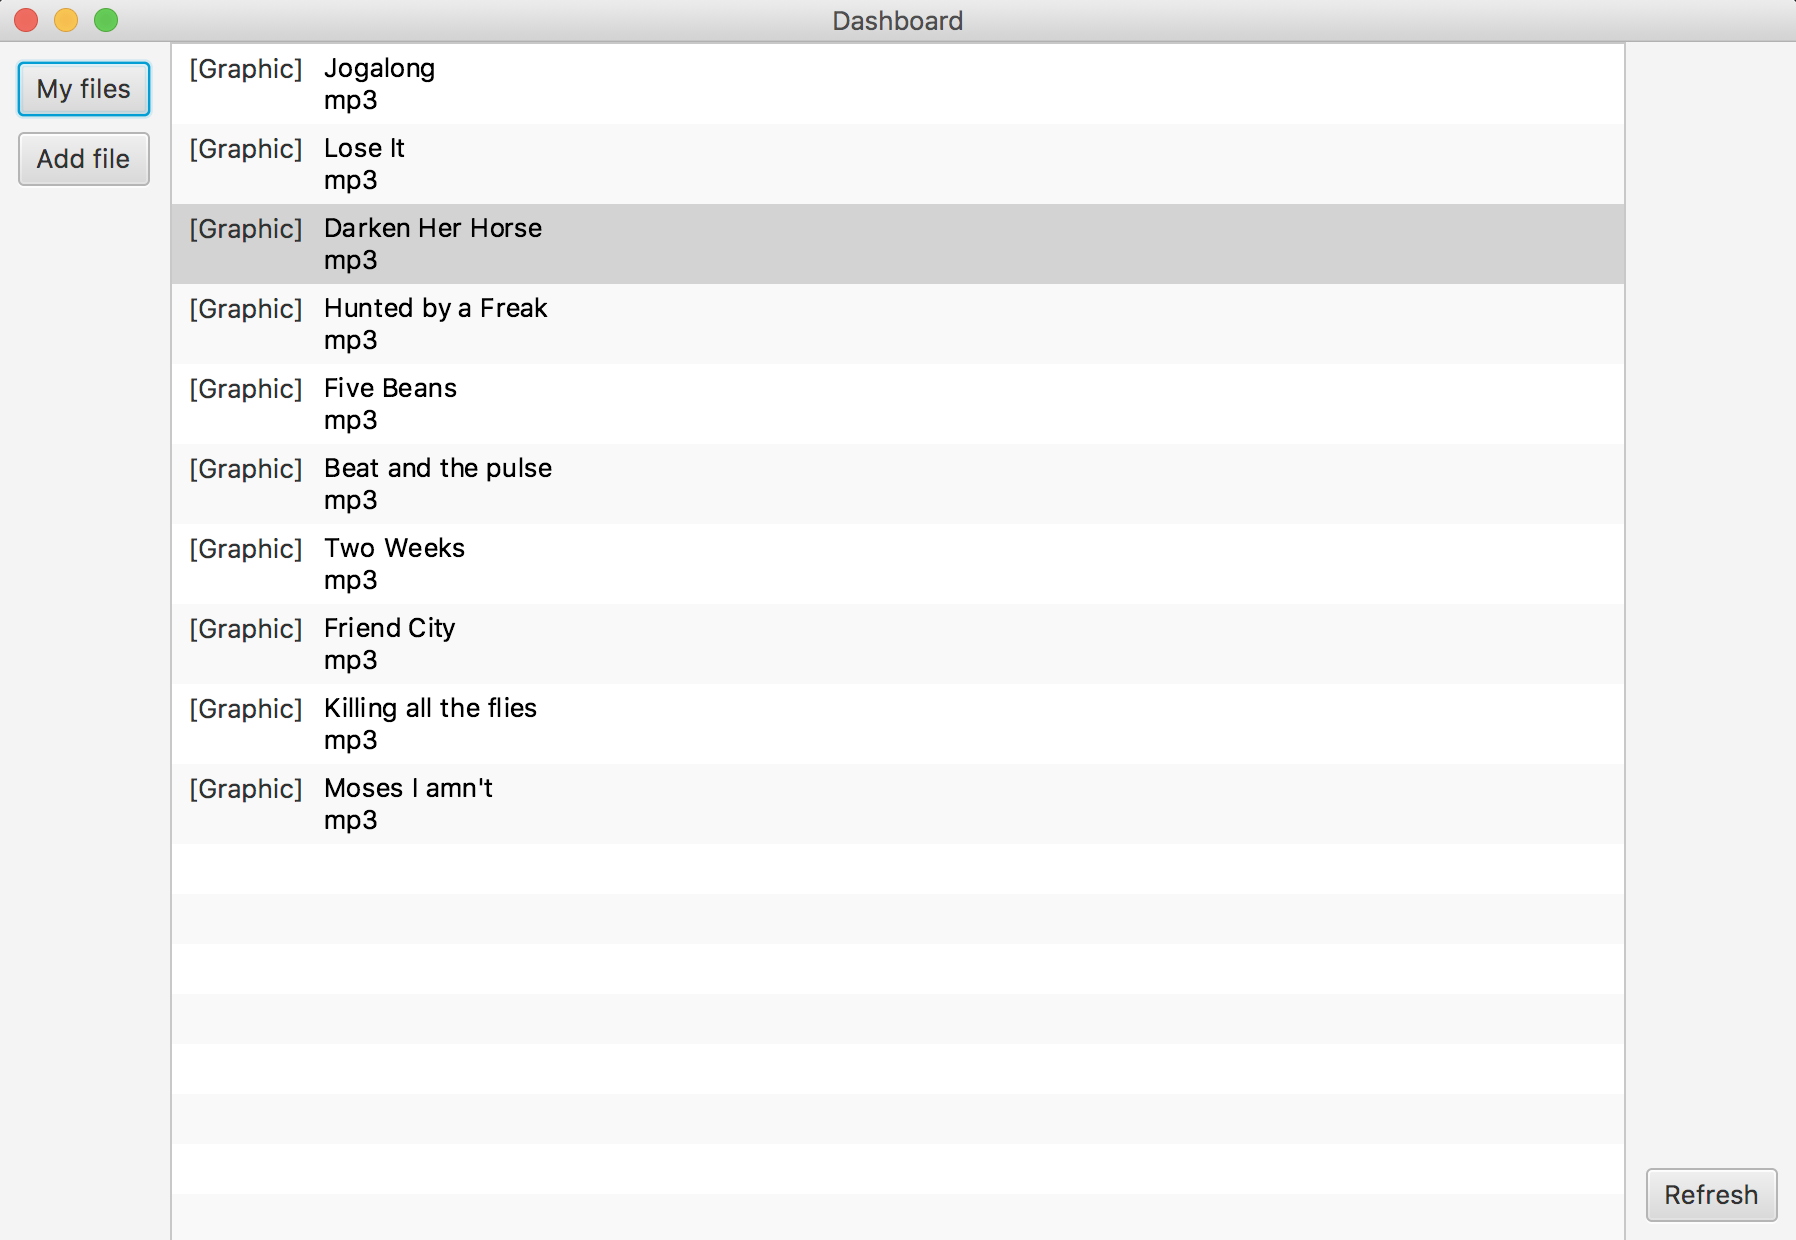 Dashboard
My files
Add file
[Graphic] Jogalong
mp3
[Graphic] Lose It
mp3
[Graphic] Darken Her Horse
mp3
[Graphic] Hunted by a Freak
mp3
[Graphic] Five Beans
mp3
[Graphic] Beat and the pulse
mp3
[Graphic] Two Weeks
mp3
[Graphic] Friend City
mp3
[Graphic] Killing all the flies
mp3
[Graphic] Moses I amn't
mp3
Refresh